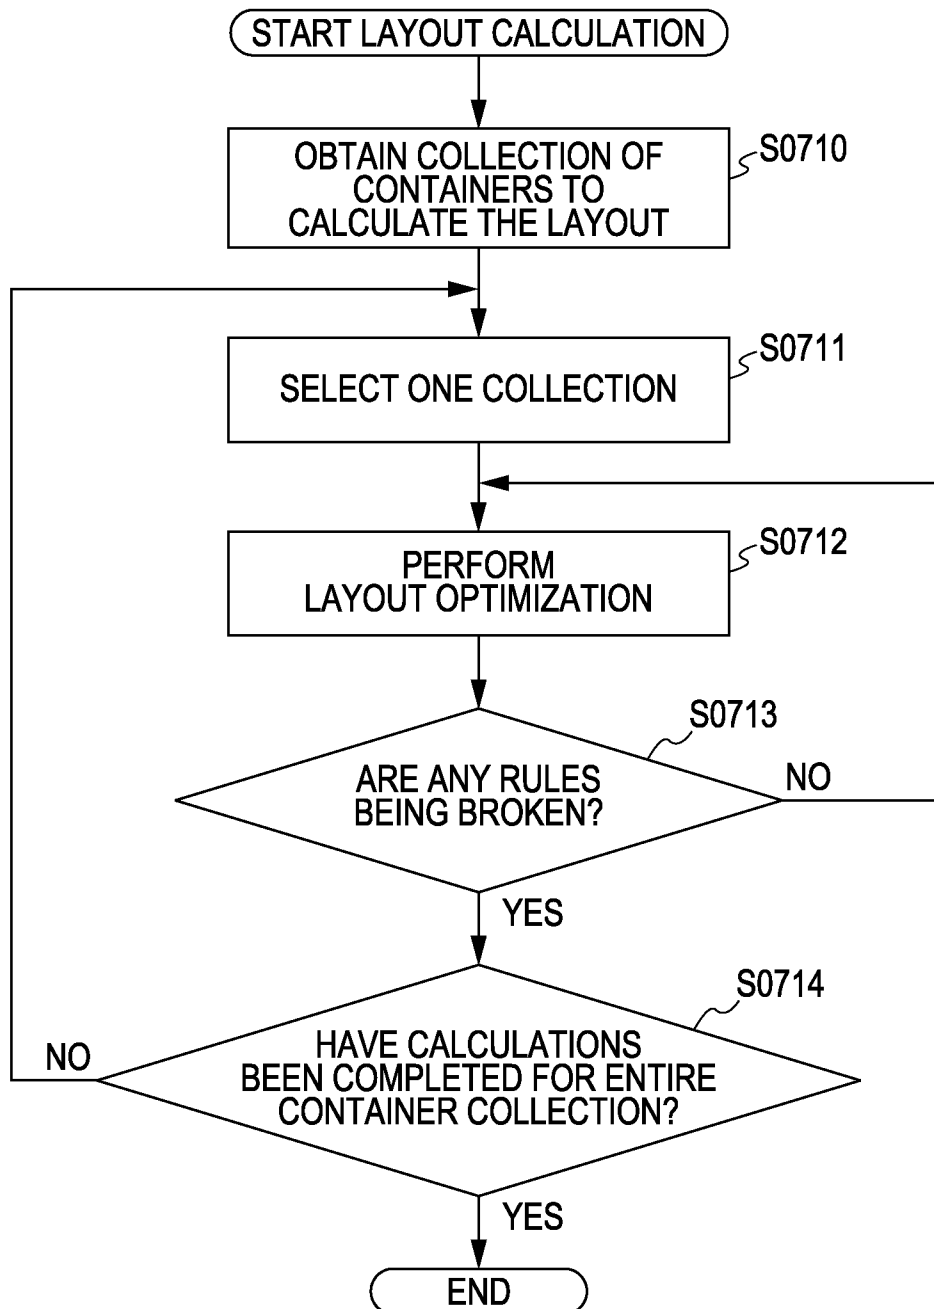 START LAYOUT CALCULATION
OBTAIN COLLECTION OF
CONTAINERS TO
CALCULATE THE LAYOUT
S0710
SELECT ONE COLLECTION
S0711
PERFORM
LAYOUT OPTIMIZATION
S0712
S0713
ARE ANY RULES
BEING BROKEN?
NO
YES
S0714
HAVE CALCULATIONS
BEEN COMPLETED FOR ENTIRE
CONTAINER COLLECTION?
NO
YES
END